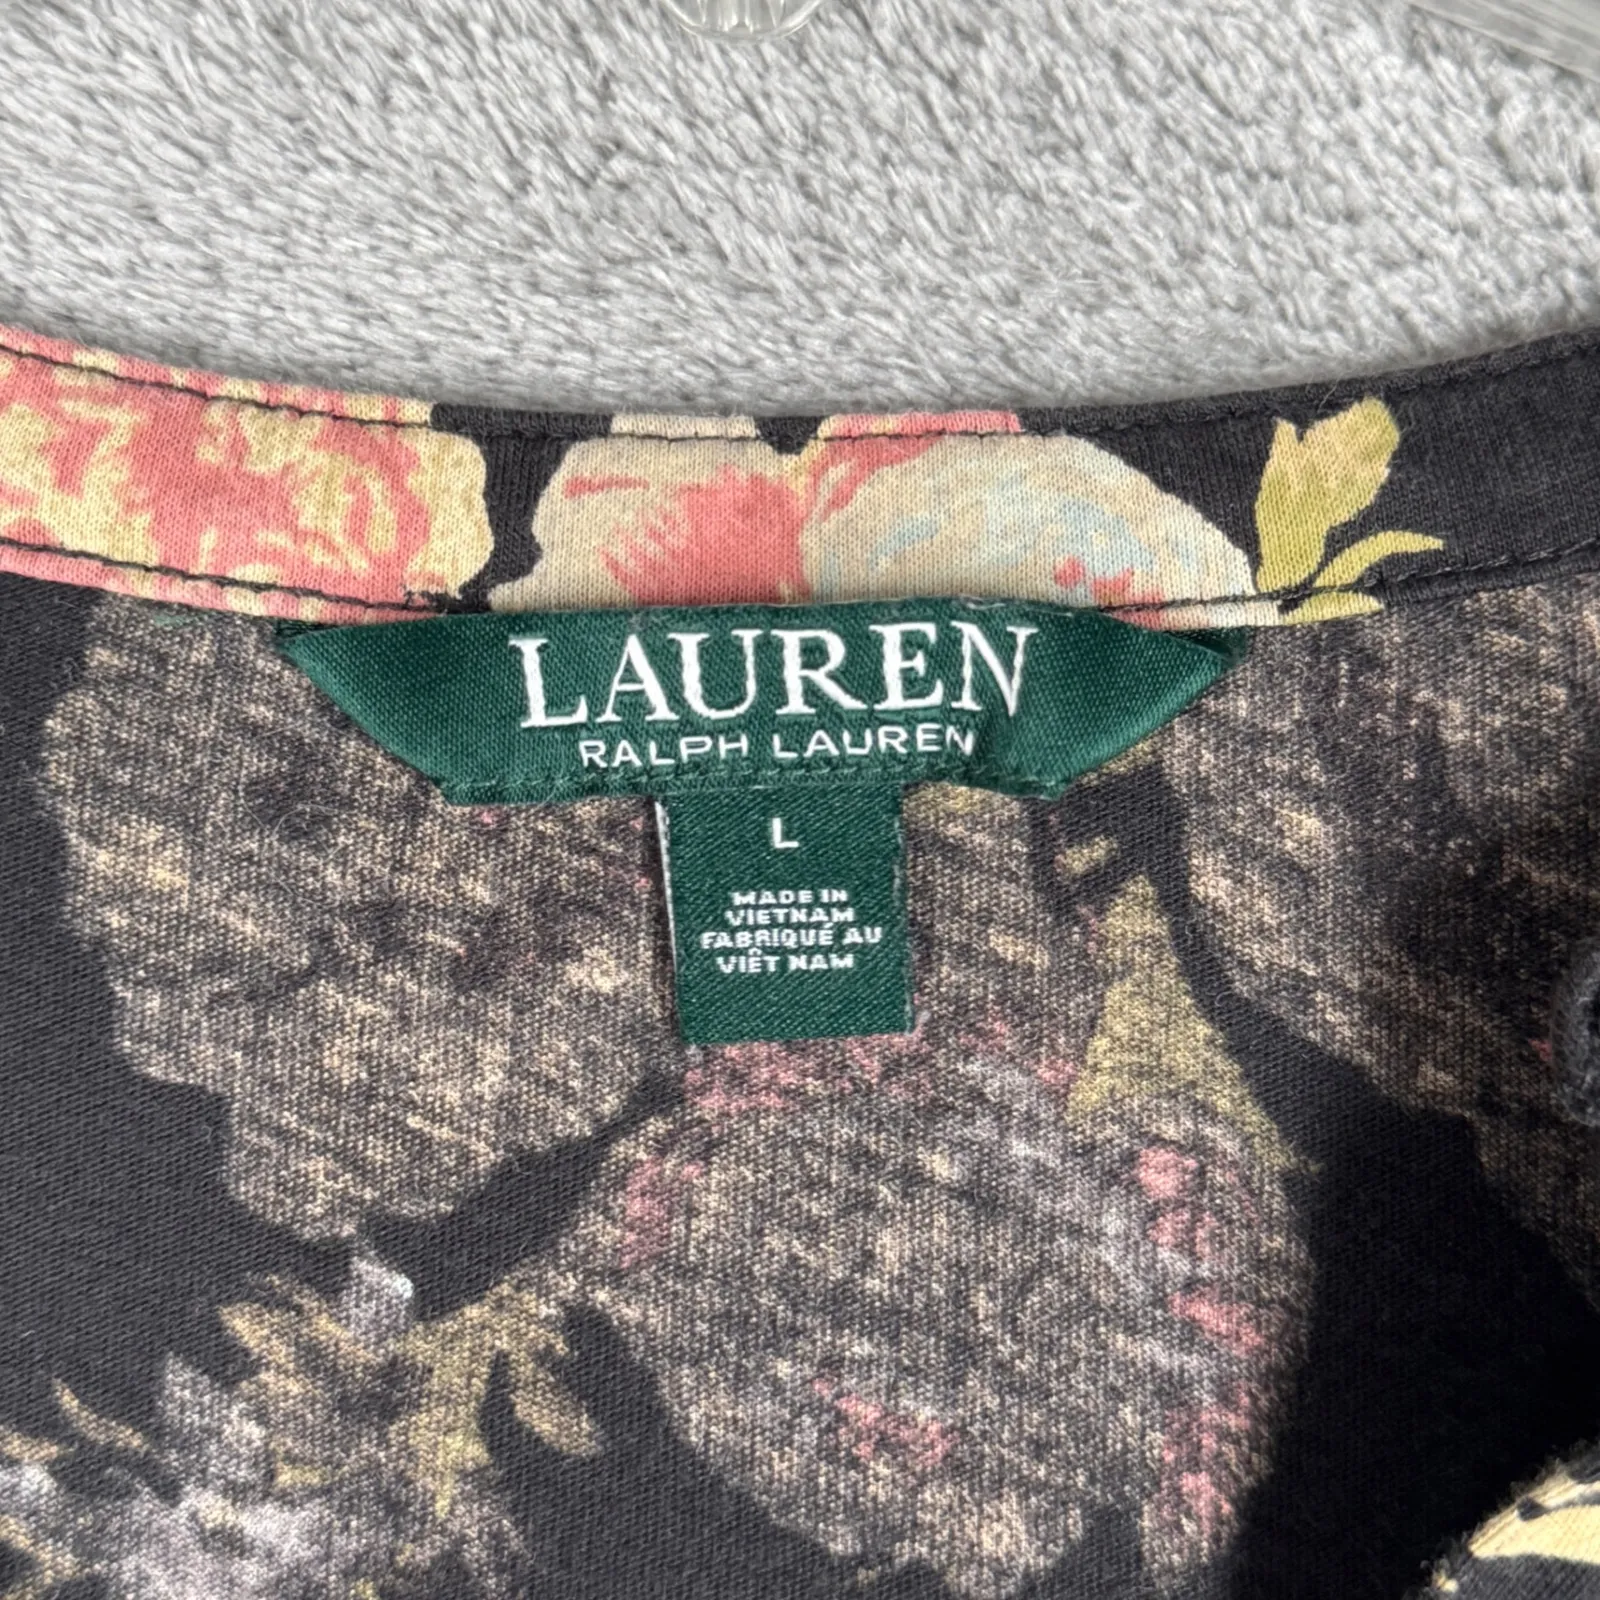 LAUREN
RALPH LAUREN
L
MADE IN
VIETNAM
FABRIQUÉ AU
VIÊT NAM